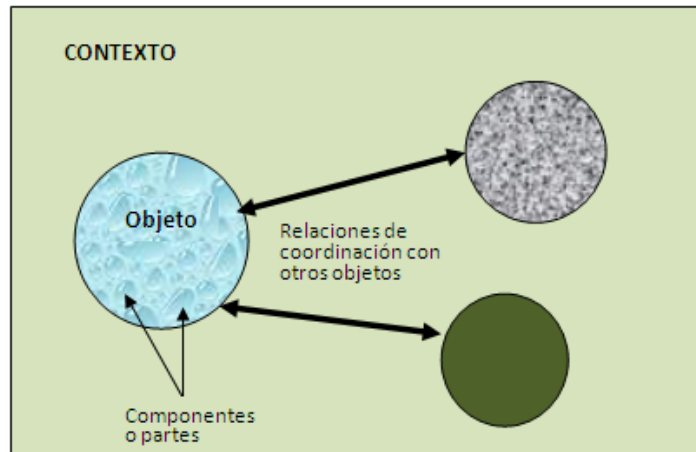 CONTEXTO
Objeto
Relaciones de
coordinación con
otros objetos
Componentes
o partes